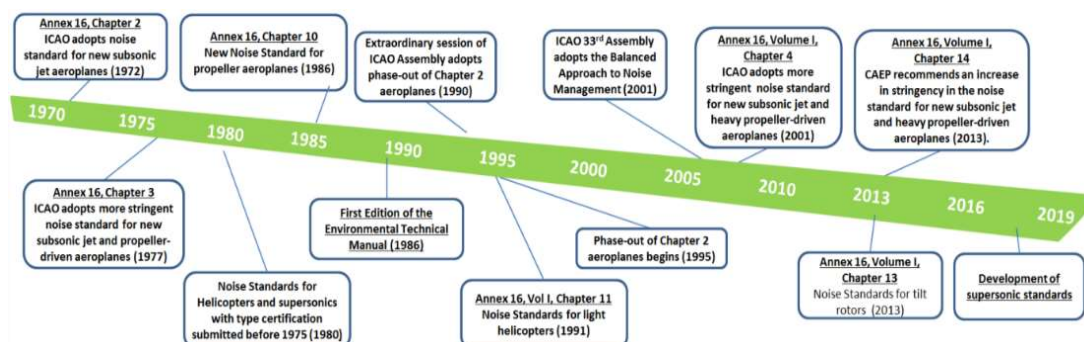 Annex 16, Chapter 2
ICAO adopts noise
standard for new subsonic
jet aeroplanes (1972)
Annex 16, Chapter 10
New Noise Standard for
propeller aeroplanes (1986)
Extraordinary session of
ICAO Assembly adopts
phase-out of Chapter 2
aeroplanes (1990)
ICAO 33rd Assembly
adopts the Balanced
Approach to Noise
Management (2001)
Annex 16, Volume I,
Chapter 4
ICAO adopts more
stringent noise standard
for new subsonic jet and
heavy propeller-driven
aeroplanes (2001)
Annex 16, Volume I,
Chapter 14
CAEP recommends an increase
in stringency in the noise
standard for new subsonic jet
and heavy propeller-driven
aeroplanes (2013).
1970
1975
1980
1985
1990
1995
2000
2005
2010
2013
2016
2019
Annex 16, Chapter 3
ICAO adopts more stringent
noise standard for new
subsonic jet and propeller-
driven aeroplanes (1977)
Noise Standards for
Helicopters and supersonics
with type certification
submitted before 1975 (1980)
First Edition of the
Environmental Technical
Manual (1986)
Annex 16, Vol I, Chapter 11
Noise Standards for light
helicopters (1991)
Phase-out of Chapter 2
aeroplanes begins (1995)
Annex 16, Volume I,
Chapter 13
Noise Standards for tilt
rotors (2013)
Development of
supersonic standards